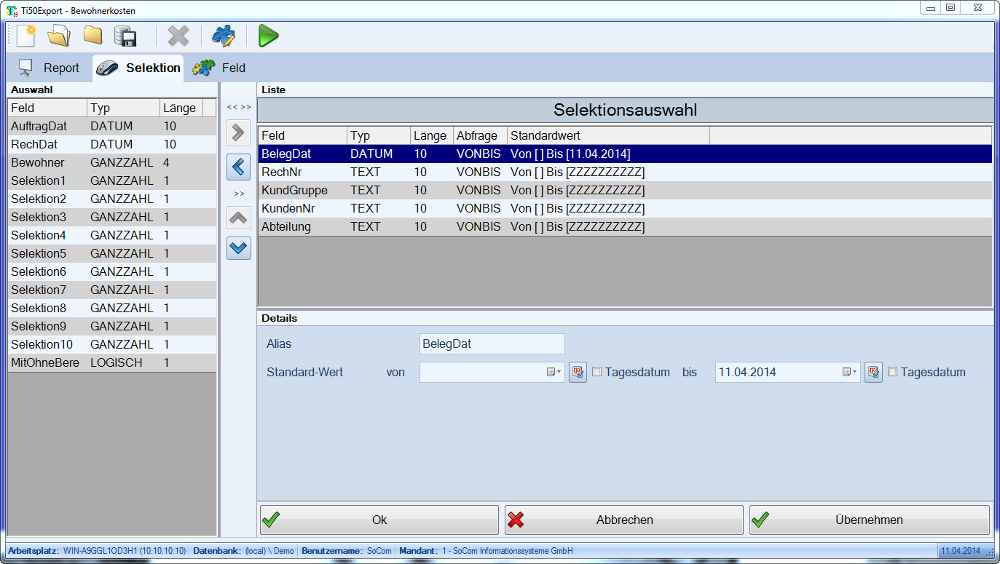 Ti50Export - Bewohnerkosten
Report Selektion Feld
Auswahl
Feld Typ Länge
AuftragDat DATUM 10
RechDat DATUM 10
Bewohner GANZZAHL 4
Selektion1 GANZZAHL 1
Selektion2 GANZZAHL 1
Selektion3 GANZZAHL 1
Selektion4 GANZZAHL 1
Selektion5 GANZZAHL 1
Selektion6 GANZZAHL 1
Selektion7 GANZZAHL 1
Selektion8 GANZZAHL 1
Selektion9 GANZZAHL 1
Selektion10 GANZZAHL 1
MitOhneBere LOGISCH 1
<< >>
>>
Liste
Selektionsauswahl
Feld Typ Länge Abfrage Standardwert
BelegDat DATUM 10 VONBIS Von [ ] Bis [11.04.2014]
RechNr TEXT 10 VONBIS Von [ ] Bis [ZZZZZZZZZZ]
KundGruppe TEXT 10 VONBIS Von [ ] Bis [ZZZZZZZZZZ]
KundenNr TEXT 10 VONBIS Von [ ] Bis [ZZZZZZZZZZ]
Abteilung TEXT 10 VONBIS Von [ ] Bis [ZZZZZZZZZZ]
Details
Alias BelegDat
Standard-Wert von Tagesdatum bis 11.04.2014 Tagesdatum
Ok Abbrechen Übernehmen
Arbeitsplatz: WIN-A9GGL1OD3H1 (10.10.10.10) Datenbank: (local) \ Demo Benutzername: SoCom Mandant: 1 - SoCom Informationssysteme GmbH 11.04.2014